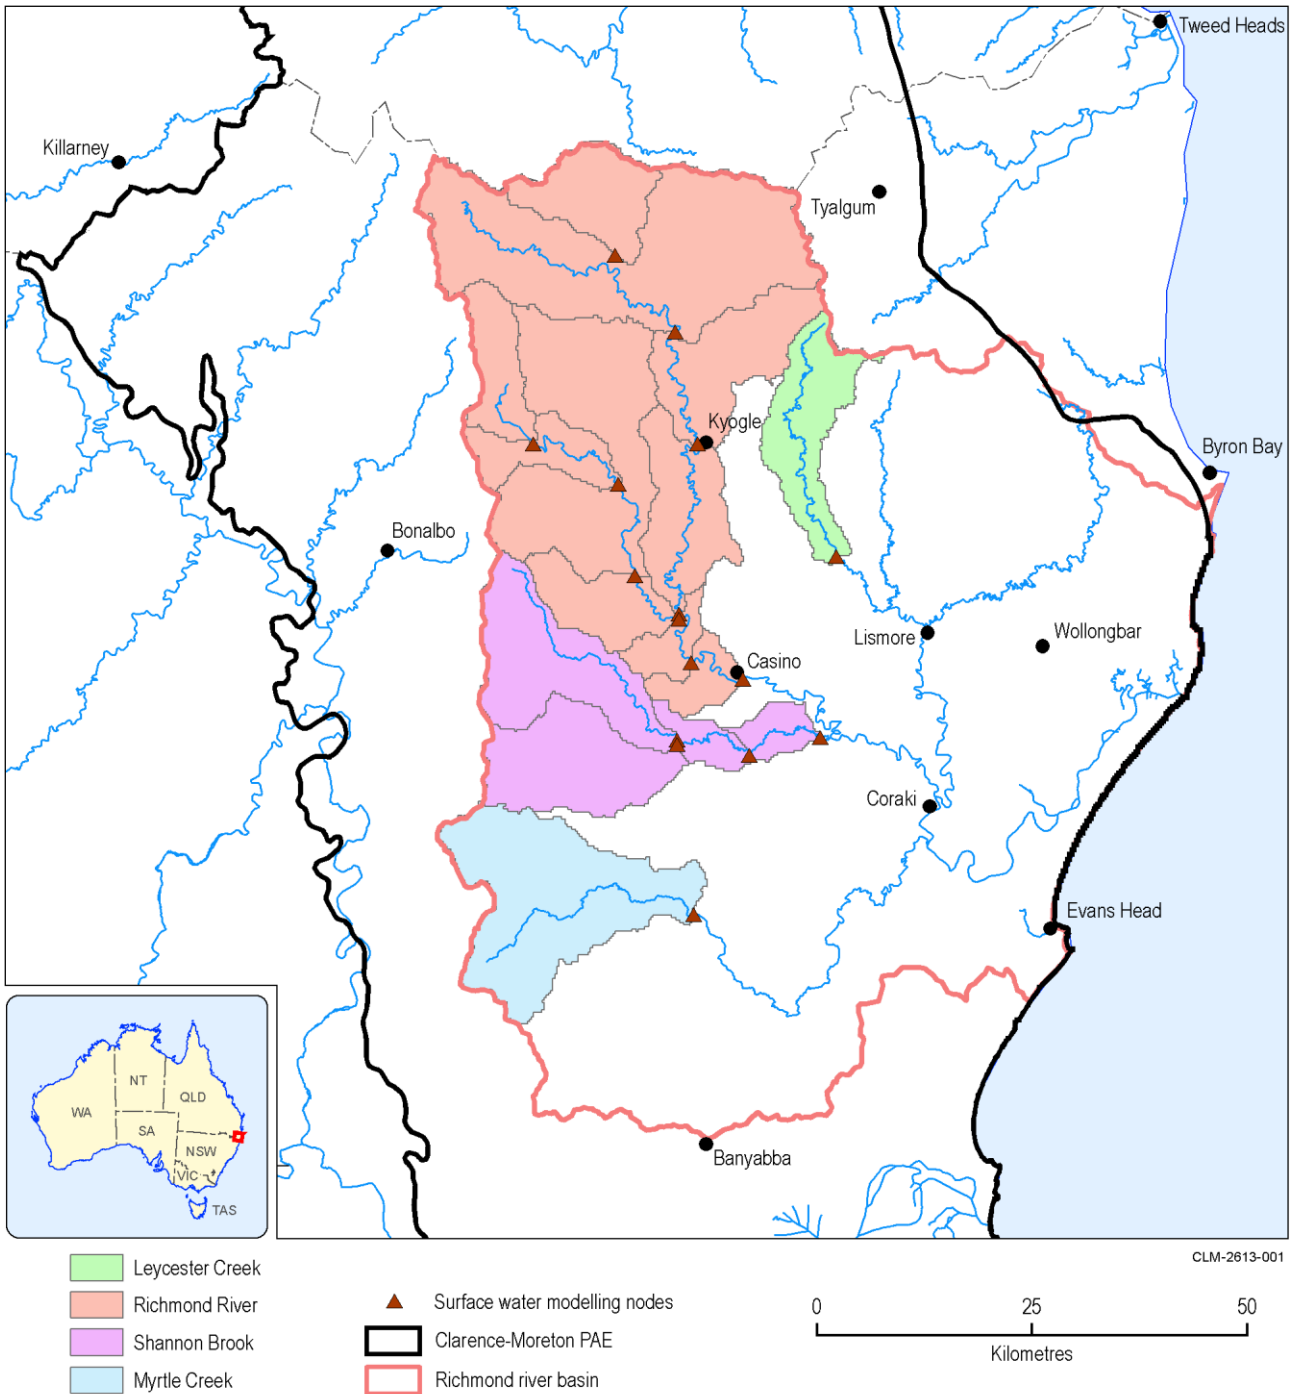 Tweed Heads
Killarney
Tyalgum
Kyogle
Byron Bay
Bonalbo
Lismore
Wollongbar
Casino
Coraki
Evans Head
Banyabba
WA
NT
QLD
SA
NSW
VIC
TAS
CLM-2613-001
Leycester Creek
Richmond River
Shannon Brook
Myrtle Creek
Surface water modelling nodes
Clarence-Moreton PAE
Richmond river basin
0 25 50
Kilometres